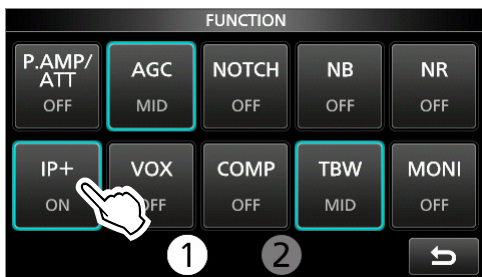 FUNCTION
P.AMP/
ATT
OFF
AGC
MID
NOTCH
OFF
NB
OFF
NR
OFF
IP+
ON
VOX
OFF
COMP
OFF
TBW
MID
MONI
OFF
1
2